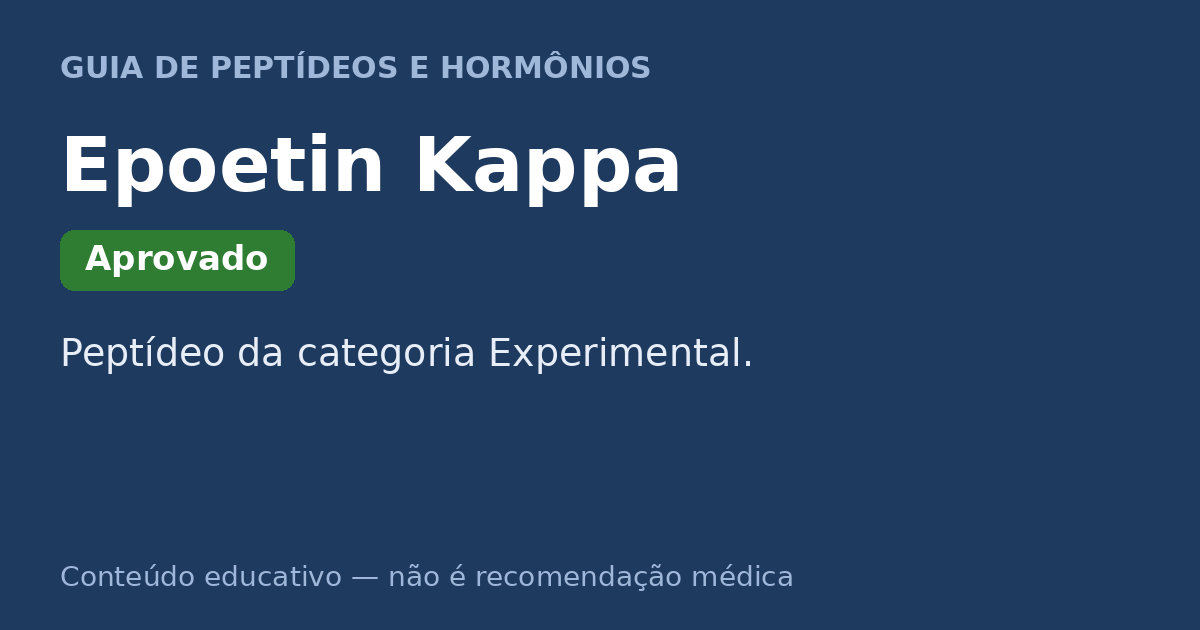 GUIA DE PEPTÍDEOS E HORMÔNIOS
Epoetin Kappa
Aprovado
Peptídeo da categoria Experimental.
Conteúdo educativo — não é recomendação médica